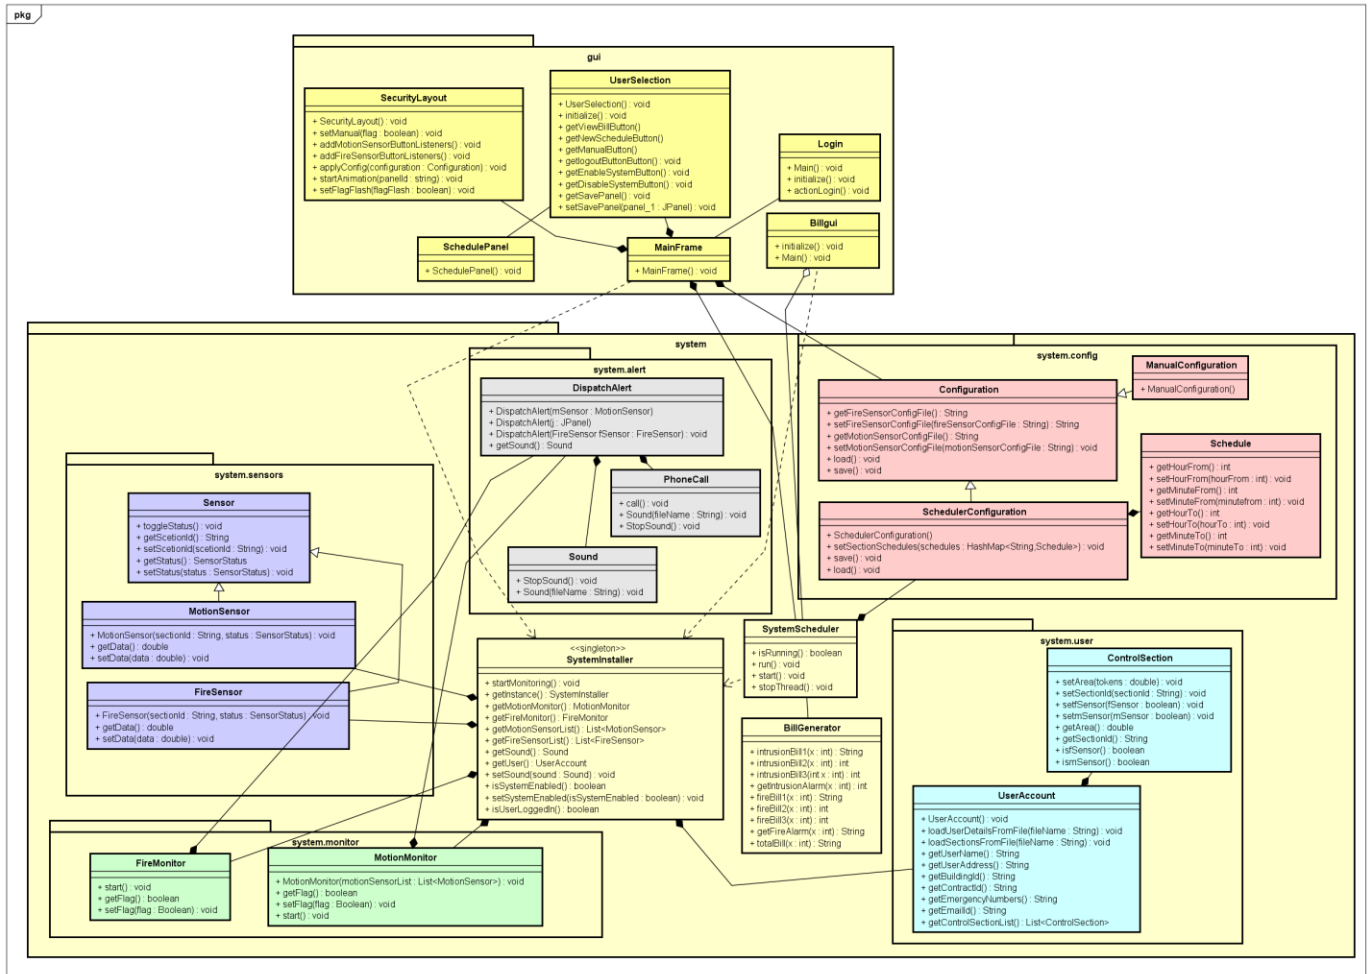 pkg
gui
SecurityLayout
+ SecurityLayout() : void
+ setManual(flag : boolean) : void
+ addMotionSensorButtonListeners() : void
+ addFireSensorButtonListeners() : void
+ applyConfig(configuration : Configuration) : void
+ startAnimation(panelId : string) : void
+ setFlagFlash(flagFlash : boolean) : void
UserSelection
+ UserSelection() : void
+ initialize() : void
+ getViewBillButton()
+ getNewScheduleButton()
+ getManualButton()
+ getlogoutButtonButton() : void
+ getEnableSystemButton() : void
+ getDisableSystemButton() : void
+ getSavePanel() : void
+ setSavePanel(panel_1 : JPanel) : void
Login
+ Main() : void
+ initialize() : void
+ actionLogin() : void
SchedulePanel
+ SchedulePanel() : void
MainFrame
+ MainFrame() : void
Billgui
+ initialize() : void
+ Main() : void
system
system.alert
DispatchAlert
+ DispatchAlert(mSensor : MotionSensor)
+ DispatchAlert(j : JPanel)
+ DispatchAlert(FireSensor fSensor : FireSensor) : void
+ getSound() : Sound
PhoneCall
+ call() : void
+ Sound(fileName : String) : void
+ StopSound() : void
Sound
+ StopSound() : void
+ Sound(fileName : String) : void
system.config
Configuration
+ getFireSensorConfigFile() : String
+ setFireSensorConfigFile(fireSensorConfigFile : String) : String
+ getMotionSensorConfigFile() : String
+ setMotionSensorConfigFile(motionSensorConfigFile : String) : void
+ load() : void
+ save() : void
ManualConfiguration
+ ManualConfiguration()
Schedule
+ getHourFrom() : int
+ setHourFrom(hourFrom : int) : void
+ getMinuteFrom() : int
+ setMinuteFrom(minutefrom : int) : void
+ getHourTo() : int
+ setHourTo(hourTo : int) : void
+ getMinuteTo() : int
+ setMinuteTo(minuteTo : int) : void
SchedulerConfiguration
+ SchedulerConfiguration()
+ setSectionSchedules(schedules : HashMap<String,Schedule>) : void
+ save() : void
+ load() : void
system.sensors
Sensor
+ toggleStatus() : void
+ getScetionId() : String
+ setScetionId(scetionId : String) : void
+ getStatus() : SensorStatus
+ setStatus(status : SensorStatus) : void
MotionSensor
+ MotionSensor(sectionId : String, status : SensorStatus) : void
+ getData() : double
+ setData(data : double) : void
FireSensor
+ FireSensor(sectionId : String, status : SensorStatus) : void
+ getData() : double
+ setData(data : double) : void
<<singleton>>
SystemInstaller
+ startMonitoring() : void
+ getInstance() : SystemInstaller
+ getMotionMonitor() : MotionMonitor
+ getFireMonitor() : FireMonitor
+ getMotionSensorList() : List<MotionSensor>
+ getFireSensorList() : List<FireSensor>
+ getSound() : Sound
+ getUser() : UserAccount
+ setSound(sound : Sound) : void
+ isSystemEnabled() : boolean
+ setSystemEnabled(isSystemEnabled : boolean) : void
+ isUserLoggedIn() : boolean
SystemScheduler
+ isRunning() : boolean
+ run() : void
+ start() : void
+ stopThread() : void
BillGenerator
+ intrusionBill1(x : int) : String
+ intrusionBill2(x : int) : int
+ intrusionBill3(int x : int) : int
+ getIntrusionAlarm(x : int) : int
+ fireBill1(x : int) : String
+ fireBill2(x : int) : int
+ fireBill3(x : int) : int
+ getFireAlarm(x : int) : String
+ totalBill(x : int) : String
system.user
ControlSection
+ setArea(tokens : double) : void
+ setSectionId(sectionId : String) : void
+ setfSensor(fSensor : boolean) : void
+ setmSensor(mSensor : boolean) : void
+ getArea() : double
+ getSectionId() : String
+ isfSensor() : boolean
+ ismSensor() : boolean
UserAccount
+ UserAccount() : void
+ loadUserDetailsFromFile(fileName : String) : void
+ loadSectionsFromFile(fileName : String) : void
+ getUserName() : String
+ getUserAddress() : String
+ getBuildingId() : String
+ getContractId() : String
+ getEmergencyNumbers() : String
+ getEmailId() : String
+ getControlSectionList() : List<ControlSection>
system.monitor
FireMonitor
+ start() : void
+ getFlag() : boolean
+ setFlag(flag : Boolean) : void
MotionMonitor
+ MotionMonitor(motionSensorList : List<MotionSensor>) : void
+ getFlag() : boolean
+ setFlag(flag : Boolean) : void
+ start() : void